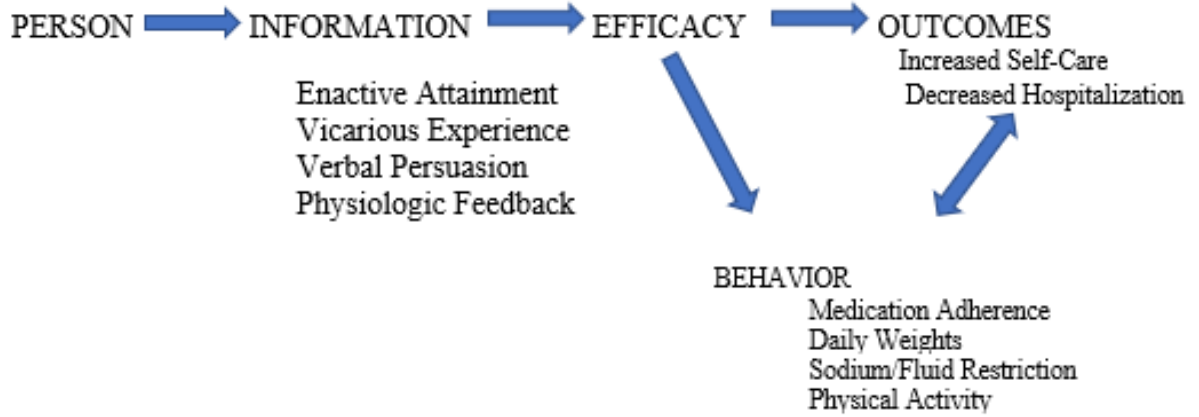 PERSON INFORMATION EFFICACY OUTCOMES
Increased Self-Care
Decreased Hospitalization
Enactive Attainment
Vicarious Experience
Verbal Persuasion
Physiologic Feedback
BEHAVIOR
Medication Adherence
Daily Weights
Sodium/Fluid Restriction
Physical Activity